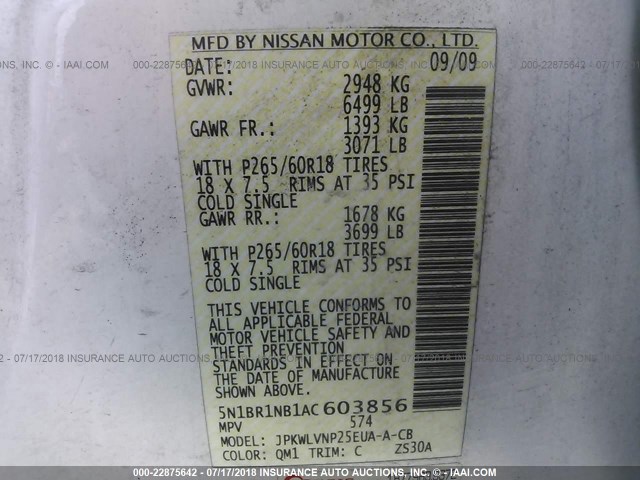 MFD BY NISSAN MOTOR CO., LTD.
DATE: 09/09
GVWR: 2948 KG
6499 LB
GAWR FR.: 1393 KG
3071 LB
WITH P265/60R18 TIRES
18 X 7.5 RIMS AT 35 PSI
COLD SINGLE
GAWR RR.: 1678 KG
3699 LB
WITH P265/60R18 TIRES
18 X 7.5 RIMS AT 35 PSI
COLD SINGLE
THIS VEHICLE CONFORMS TO
ALL APPLICABLE FEDERAL
MOTOR VEHICLE SAFETY AND
THEFT PREVENTION
STANDARDS IN EFFECT ON
THE DATE OF MANUFACTURE
SHOWN ABOVE.
5N1BR1NB1AC603856
MPV 574
MODEL: JPKWLVNP25EUA-A-CB
COLOR: QM1 TRIM: C ZS30A
000-22875642 - 07/17/2018 INSURANCE AUTO AUCTIONS, INC. - IAAI.COM